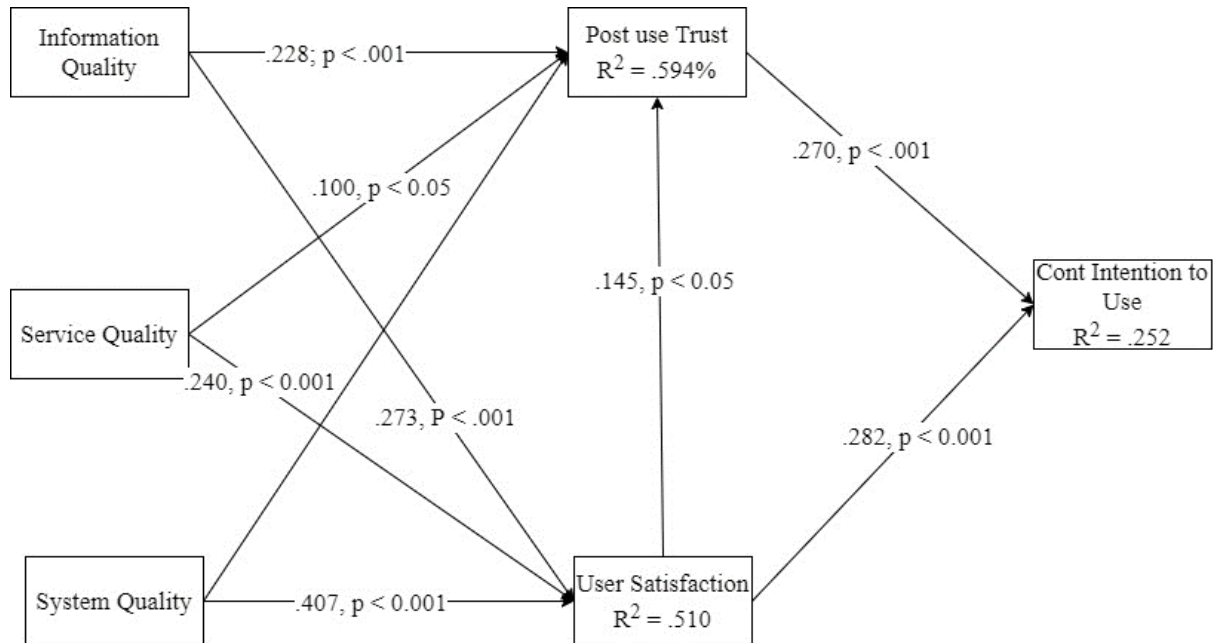 Information
Quality
.228; p < .001
Post use Trust
R² = .594%
.270, p < .001
.100, p < 0.05
.145, p < 0.05
Cont Intention to
Use
R² = .252
Service Quality
.240, p < 0.001
.273, P < .001
.282, p < 0.001
System Quality
.407, p < 0.001
User Satisfaction
R² = .510